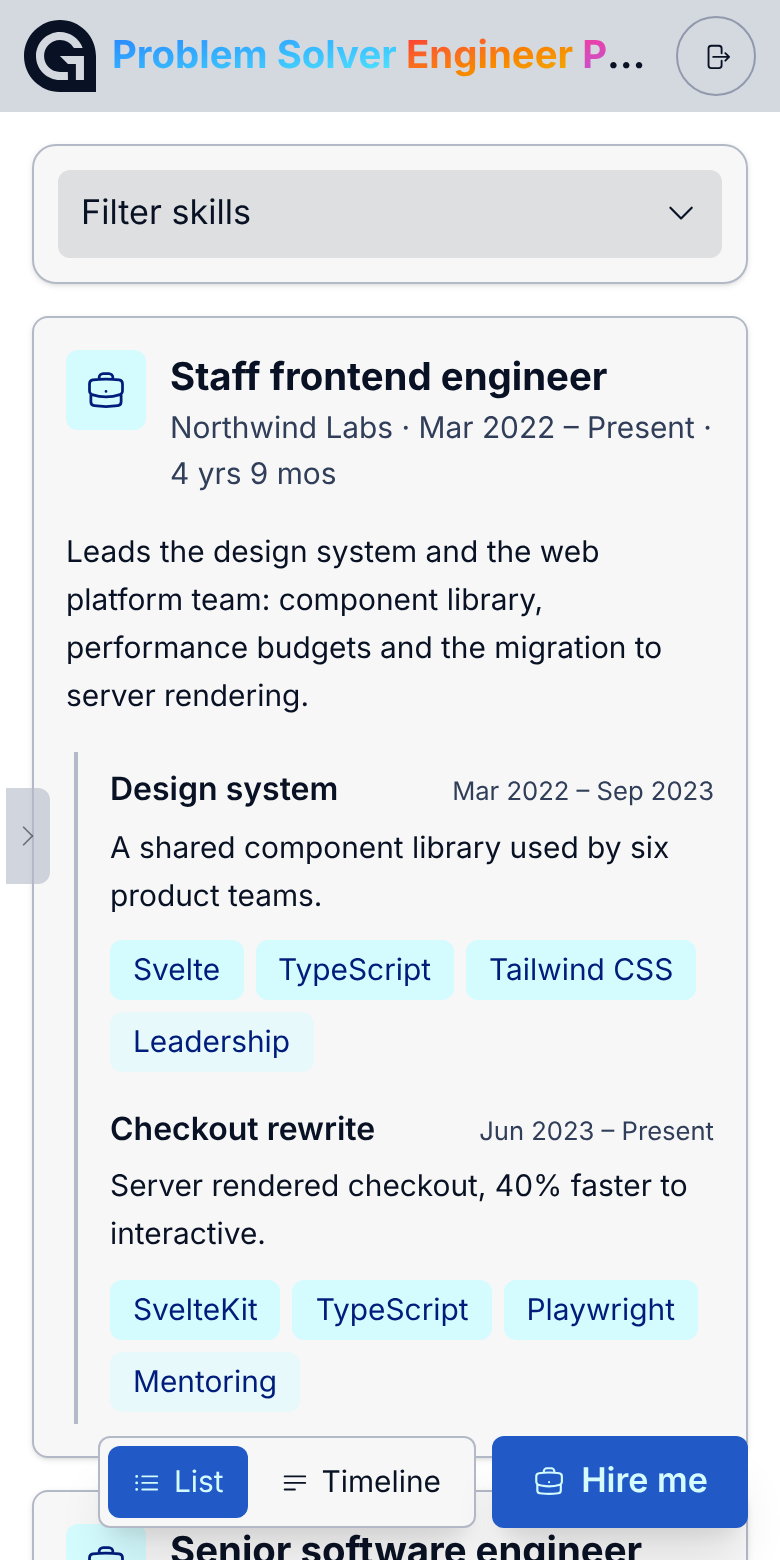 Problem Solver Engineer P...
Filter skills
Staff frontend engineer
Northwind Labs · Mar 2022 – Present ·
4 yrs 9 mos
Leads the design system and the web
platform team: component library,
performance budgets and the migration to
server rendering.
Design system Mar 2022 – Sep 2023
A shared component library used by six
product teams.
Svelte TypeScript Tailwind CSS
Leadership
Checkout rewrite Jun 2023 – Present
Server rendered checkout, 40% faster to
interactive.
SvelteKit TypeScript Playwright
Mentoring
List Timeline Hire me
Senior software engineer